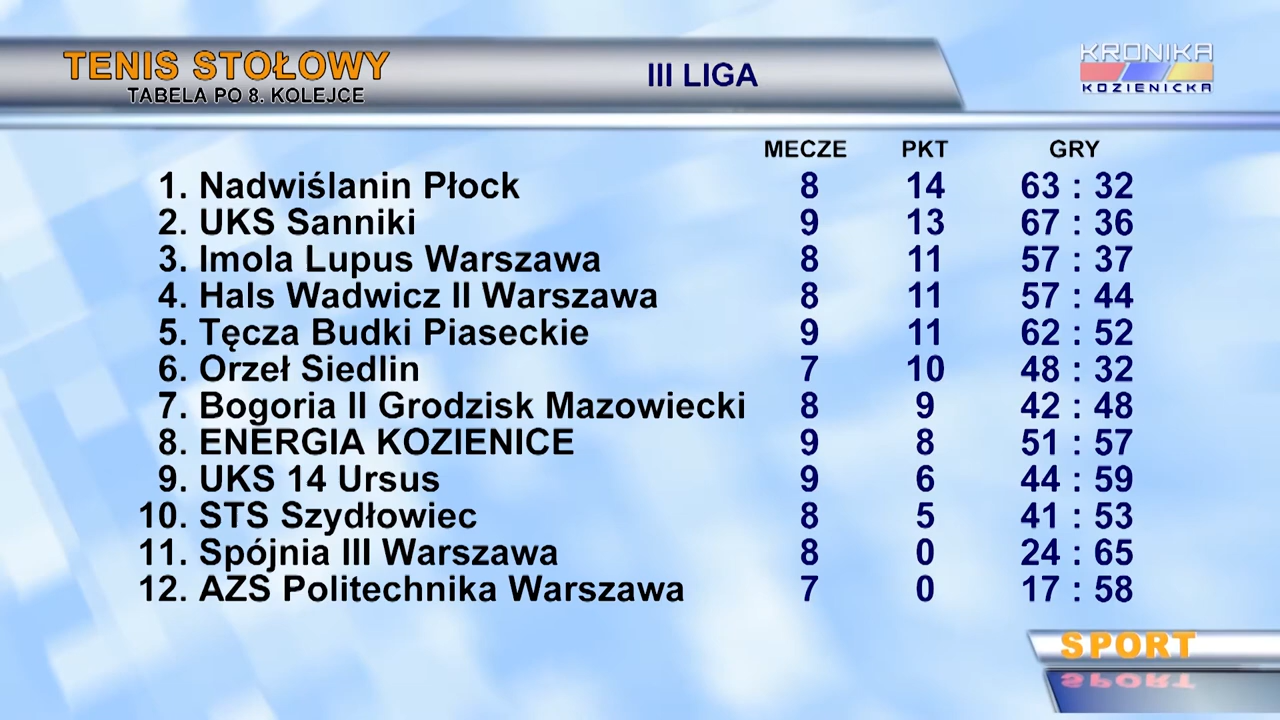 TENIS STOŁOWY
TABELA PO 8. KOLEJCE
III LIGA
KRONIKA
KOZIENICKA
MECZE PKT GRY
1. Nadwiślanin Płock 8 14 63 : 32
2. UKS Sanniki 9 13 67 : 36
3. Imola Lupus Warszawa 8 11 57 : 37
4. Hals Wadwicz II Warszawa 8 11 57 : 44
5. Tęcza Budki Piaseckie 9 11 62 : 52
6. Orzeł Siedlin 7 10 48 : 32
7. Bogoria II Grodzisk Mazowiecki 8 9 42 : 48
8. ENERGIA KOZIENICE 9 8 51 : 57
9. UKS 14 Ursus 9 6 44 : 59
10. STS Szydłowiec 8 5 41 : 53
11. Spójnia III Warszawa 8 0 24 : 65
12. AZS Politechnika Warszawa 7 0 17 : 58
SPORT